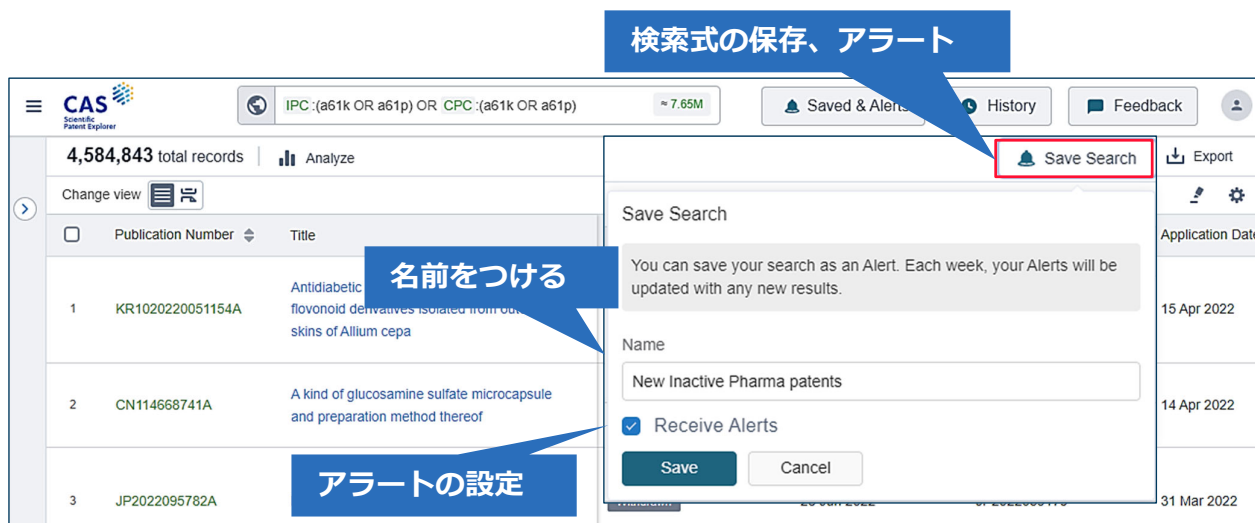 検索式の保存、アラート
CAS
Scientific
Patent Explorer
IPC :(a61k OR a61p) OR CPC :(a61k OR a61p)
≈ 7.65M
Saved & Alerts
History
Feedback
4,584,843 total records
Analyze
Save Search
Export
Change view
Save Search
Publication Number
Title
Application Date
You can save your search as an Alert. Each week, your Alerts will be
updated with any new results.
名前をつける
1
KR1020220051154A
Antidiabetic
flovonoid derivatives isolated from
skins of Allium cepa
15 Apr 2022
Name
New Inactive Pharma patents
2
CN114668741A
A kind of glucosamine sulfate microcapsule
and preparation method thereof
14 Apr 2022
Receive Alerts
Save
Cancel
アラートの設定
3
JP2022095782A
31 Mar 2022